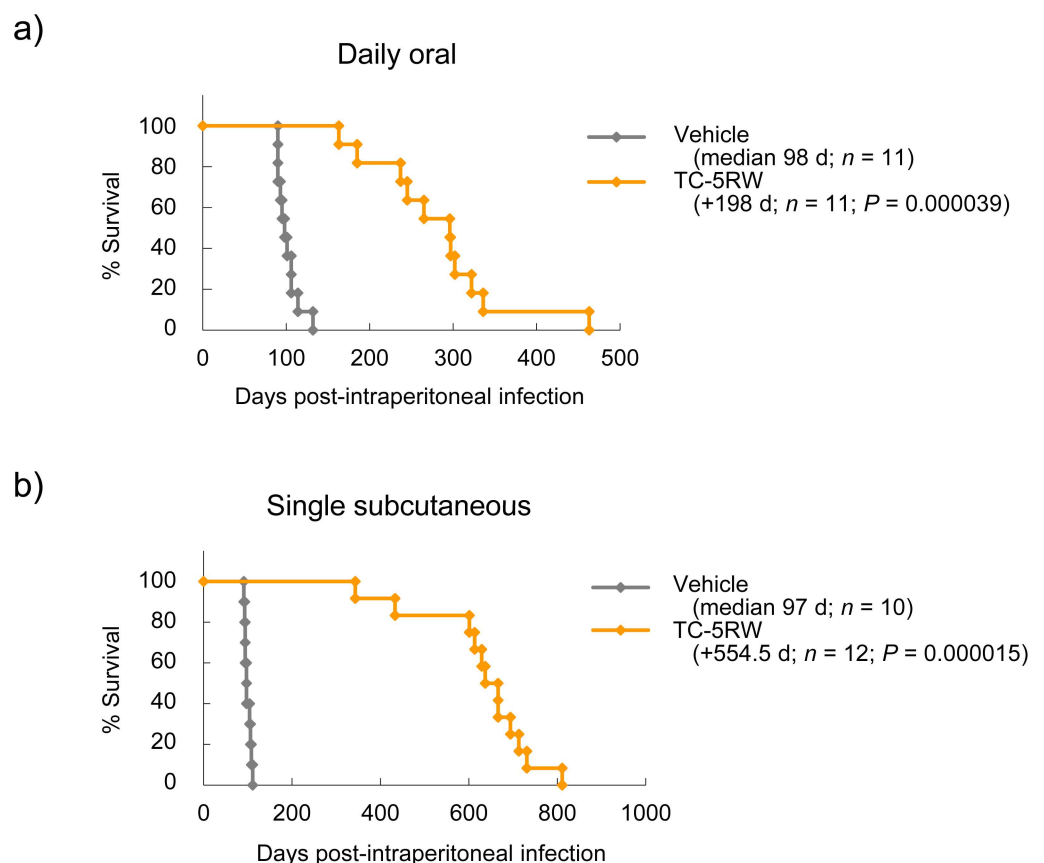 a)
Daily oral
% Survival
100
80
60
40
20
0
0 100 200 300 400 500
Days post-intraperitoneal infection
Vehicle
(median 98 d; n = 11)
TC-5RW
(+198 d; n = 11; P = 0.000039)
b)
Single subcutaneous
% Survival
100
80
60
40
20
0
0 200 400 600 800 1000
Days post-intraperitoneal infection
Vehicle
(median 97 d; n = 10)
TC-5RW
(+554.5 d; n = 12; P = 0.000015)